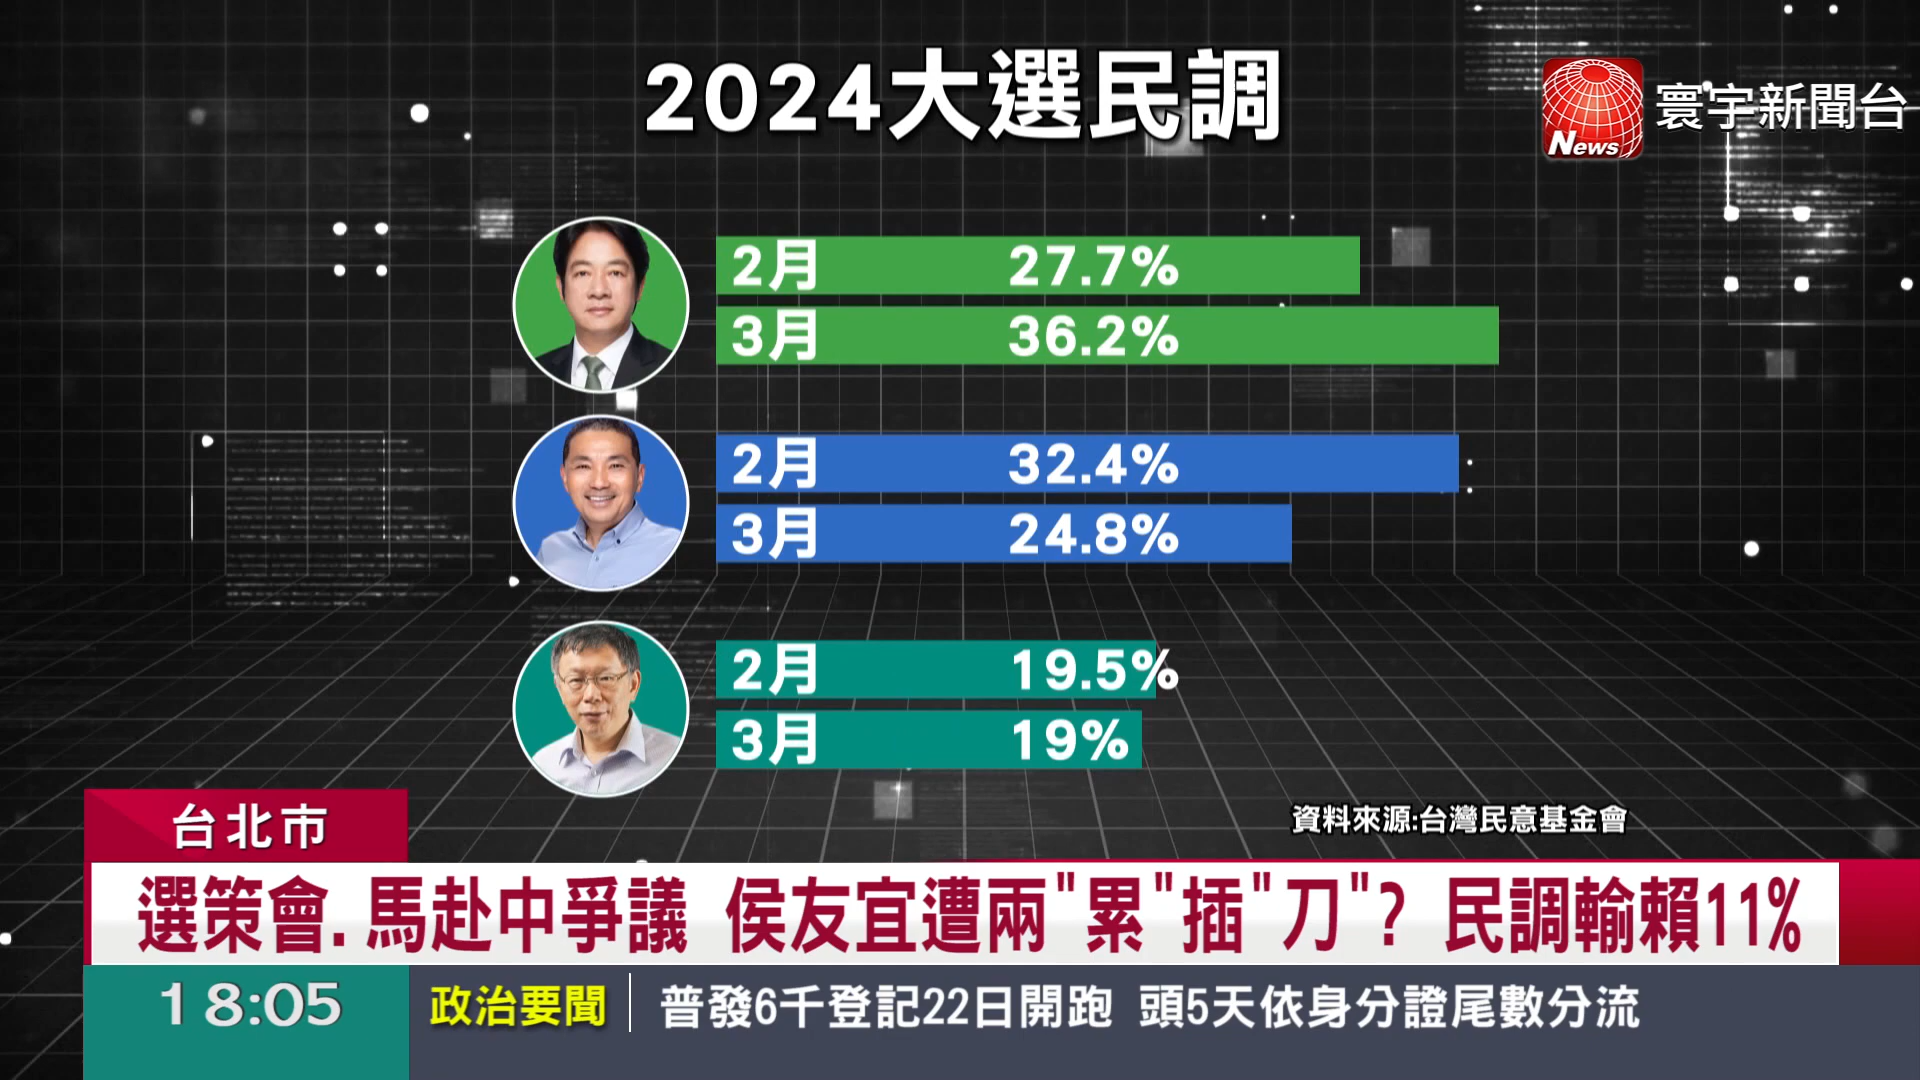 2024大選民調
News
寰宇新聞台
2月 27.7%
3月 36.2%
2月 32.4%
3月 24.8%
2月 19.5%
3月 19%
資料來源:台灣民意基金會
台北市
選策會.馬赴中爭議 侯友宜遭兩"累"插"刀"? 民調輸賴11%
18:05
政治要聞
普發6千登記22日開跑 頭5天依身分證尾數分流